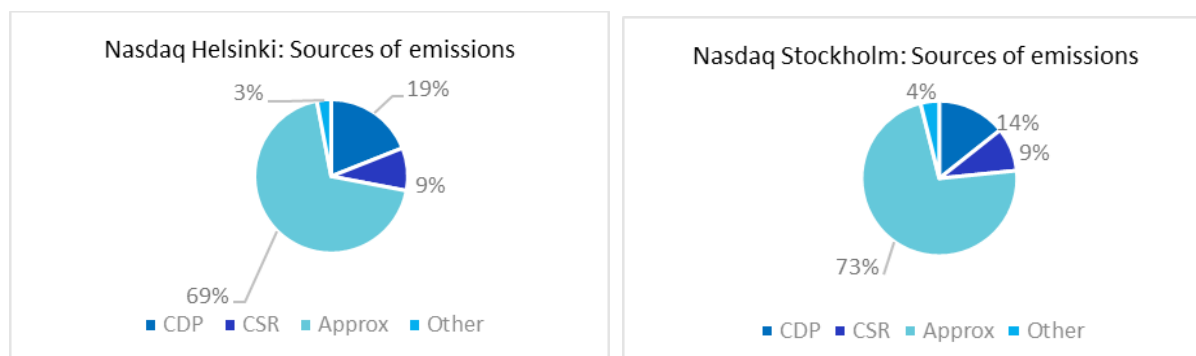 Nasdaq Helsinki: Sources of emissions
3%
19%
9%
69%
CDP CSR Approx Other
Nasdaq Stockholm: Sources of emissions
4%
14%
9%
73%
CDP CSR Approx Other